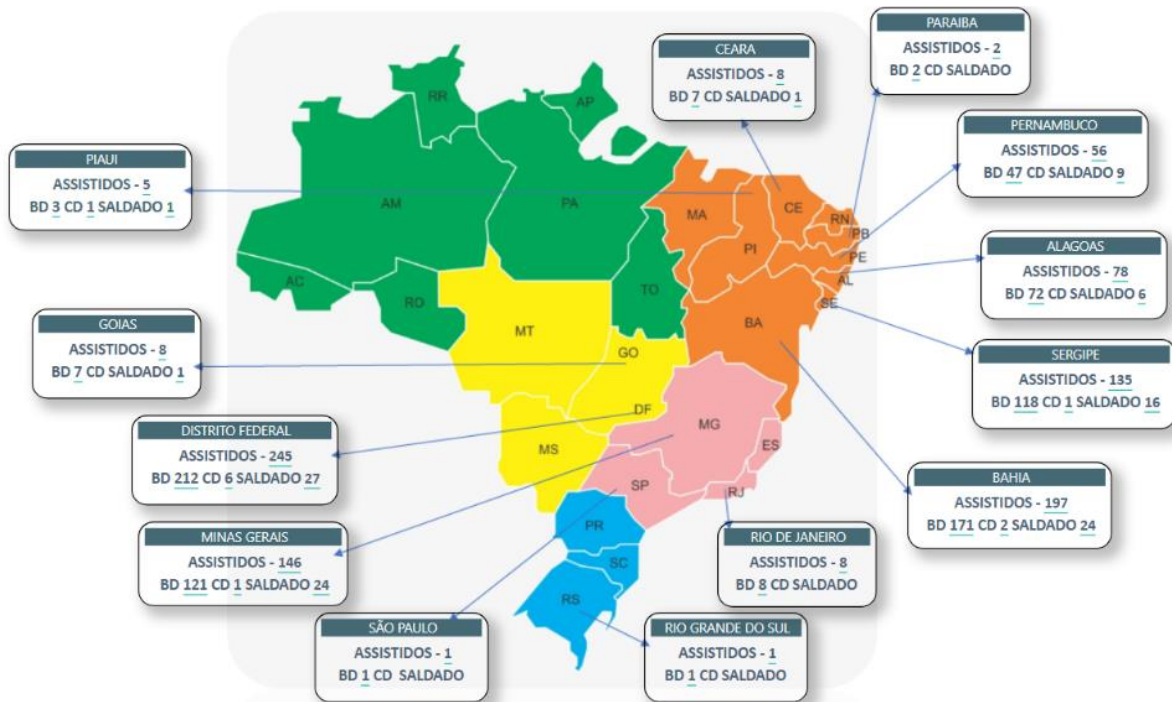 PARAIBA
ASSISTIDOS - 2
BD 2 CD SALDADO
CEARA
ASSISTIDOS - 8
BD 7 CD SALDADO 1
PERNAMBUCO
ASSISTIDOS - 56
BD 47 CD SALDADO 9
PIAUI
ASSISTIDOS - 5
BD 3 CD 1 SALDADO 1
ALAGOAS
ASSISTIDOS - 78
BD 72 CD SALDADO 6
GOIAS
ASSISTIDOS - 8
BD 7 CD SALDADO 1
SERGIPE
ASSISTIDOS - 135
BD 118 CD 1 SALDADO 16
DISTRITO FEDERAL
ASSISTIDOS - 245
BD 212 CD 6 SALDADO 27
BAHIA
ASSISTIDOS - 197
BD 171 CD 2 SALDADO 24
MINAS GERAIS
ASSISTIDOS - 146
BD 121 CD 1 SALDADO 24
RIO DE JANEIRO
ASSISTIDOS - 8
BD 8 CD SALDADO
SÃO PAULO
ASSISTIDOS - 1
BD 1 CD SALDADO
RIO GRANDE DO SUL
ASSISTIDOS - 1
BD 1 CD SALDADO
RR
AP
AM
PA
MA
CE
RN
PB
PI
PE
AL
AC
RO
TO
SE
MT
BA
GO
DF
MG
MS
ES
SP
RJ
PR
SC
RS